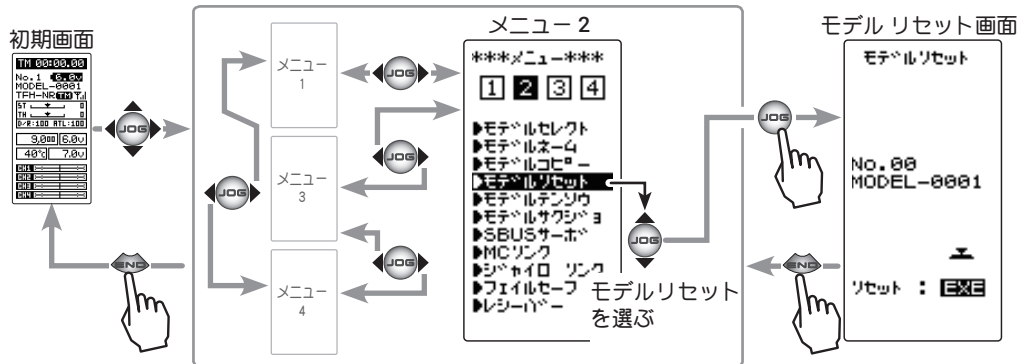 初期画面
TM 00:00.00
No.1 6.0v
MODEL-0001
TFH-NR TM
ST 0
TH 0
D/R:100 ATL:100
6.0v
40℃ 7.0v
CH1
CH2
CH3
CH4
JOG
END
メニュー
1
メニュー
3
メニュー
4
JOG
JOG
JOG
JOG
メニュー 2
***メニュー***
1 2 3 4
▶モデルセレクト
▶モデルネーム
▶モデルコピー
▶モデルリセット
▶モデルテンソウ
▶モデルサクジョ
▶SBUSサーボ
▶MCリンク
▶ジャイロ リンク
▶フェイルセーフ
▶レシーバー
JOG
モデルリセット
を選ぶ
JOG
END
モデル リセット画面
モデルリセット
No.00
MODEL-0001
リセット : EXE